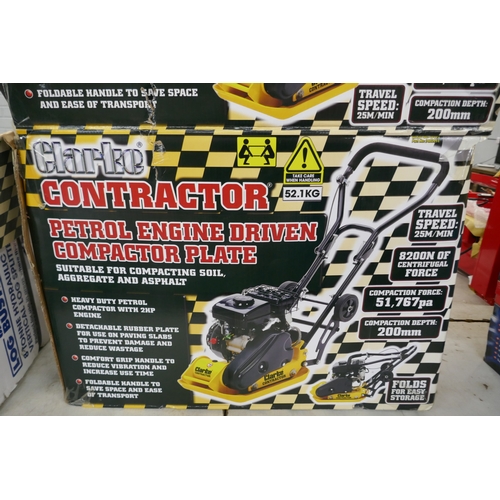 FOLDABLE HANDLE TO SAVE SPACE
AND EASE OF TRANSPORT
TRAVEL
SPEED:
25M/MIN
COMPACTION DEPTH:
200mm
Clarke
CONTRACTOR
PETROL ENGINE DRIVEN
COMPACTOR PLATE
SUITABLE FOR COMPACTING SOIL,
AGGREGATE AND ASPHALT
TAKE CARE
WHEN HANDLING
52.1KG
HEAVY DUTY PETROL
COMPACTOR WITH 2HP
ENGINE
DETACHABLE RUBBER PLATE
FOR USE ON PAVING SLABS
TO PREVENT DAMAGE AND
REDUCE WASTAGE
COMFORT GRIP HANDLE TO
REDUCE VIBRATION AND
INCREASE USE TIME
FOLDABLE HANDLE TO
SAVE SPACE AND EASE
OF TRANSPORT
TRAVEL
SPEED:
25M/MIN
8200N OF
CENTRIFUGAL
FORCE
COMPACTION FORCE:
51,767pa
COMPACTION DEPTH:
200mm
Clarke
CONTRACTOR
FOLDS
FOR EASY
STORAGE